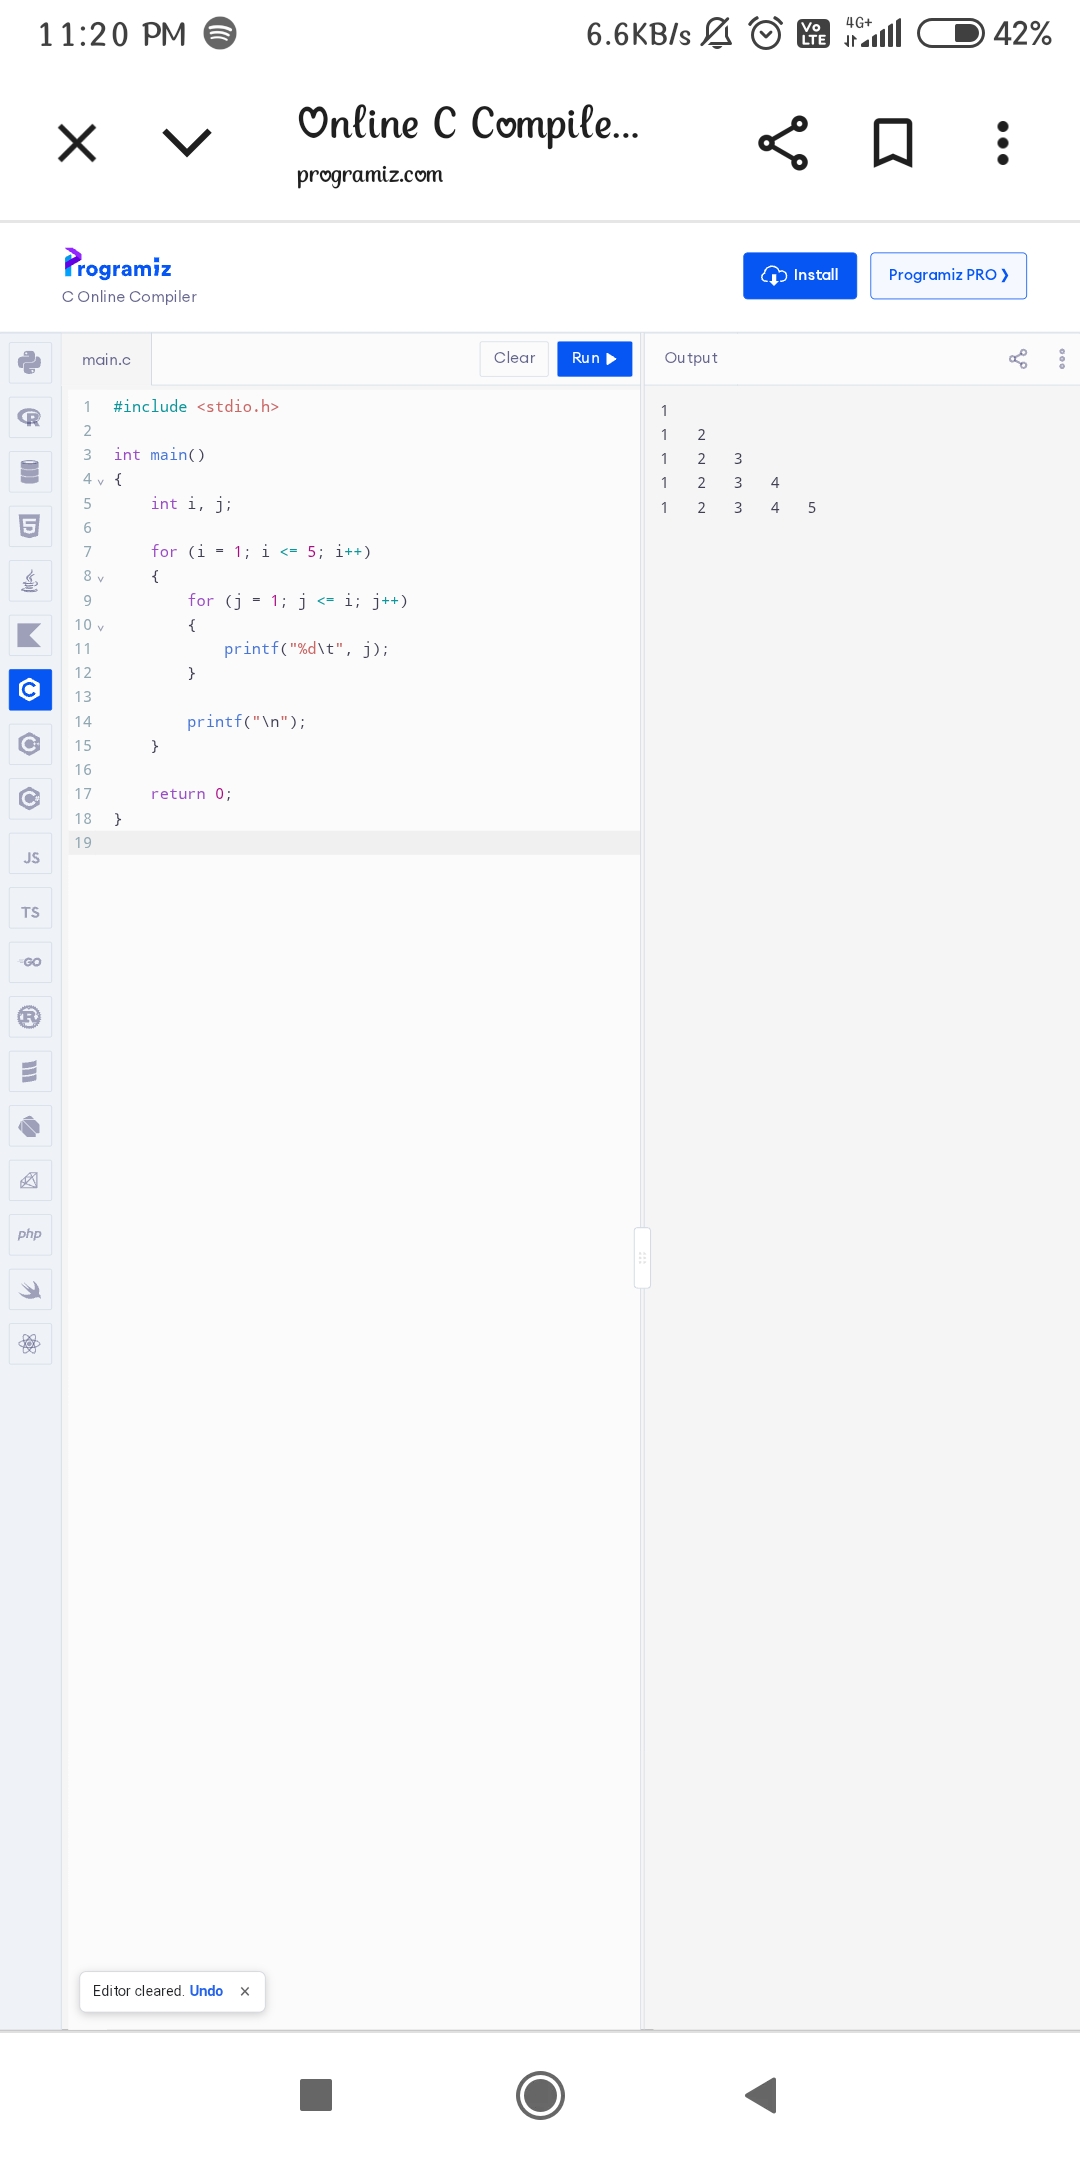 11:20 PM 6.6KB/s Vo LTE 4G+ 42%
Online C Compile...
programiz.com
Programiz
C Online Compiler
Install
Programiz PRO ❯
main.c
Clear
Run
Output
1 #include <stdio.h>
2
3 int main()
4 {
5     int i, j;
6
7     for (i = 1; i <= 5; i++)
8     {
9         for (j = 1; j <= i; j++)
10         {
11             printf("%d\t", j);
12         }
13
14         printf("\n");
15     }
16
17     return 0;
18 }
19
1
1 2
1 2 3
1 2 3 4
1 2 3 4 5
JS
TS
GO
php
Editor cleared. Undo ×